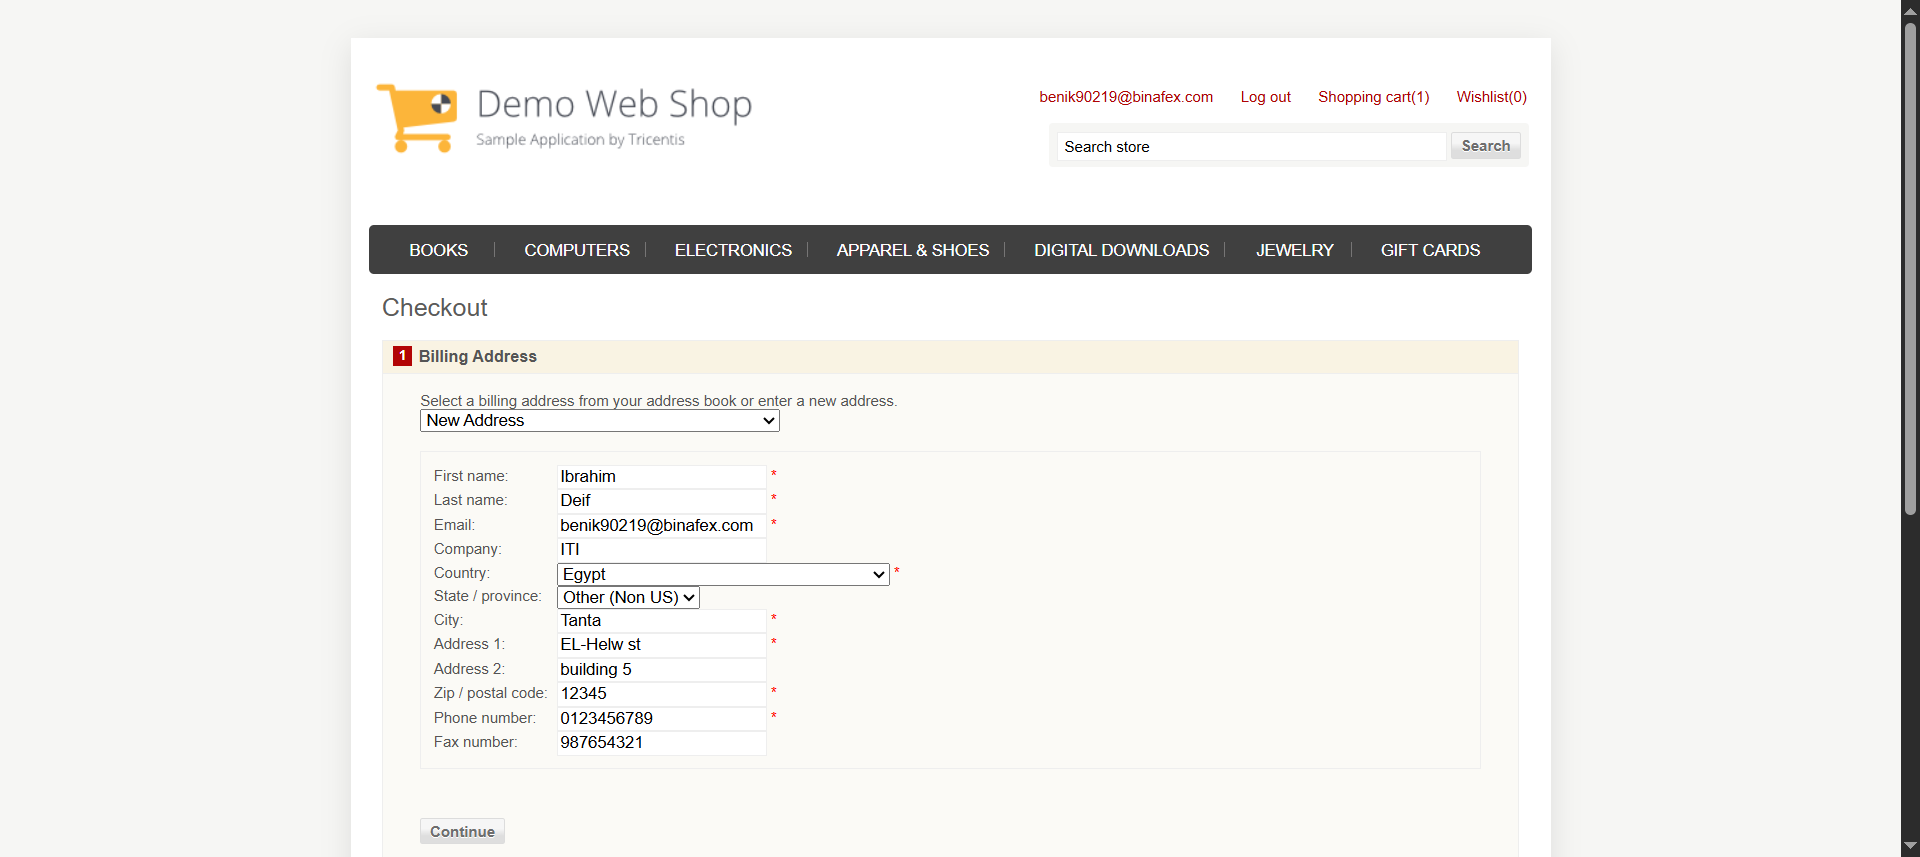 Demo Web Shop
Sample Application by Tricentis
benik90219@binafex.com Log out Shopping cart(1) Wishlist(0)
Search store Search
BOOKS COMPUTERS ELECTRONICS APPAREL & SHOES DIGITAL DOWNLOADS JEWELRY GIFT CARDS
Checkout
1 Billing Address
Select a billing address from your address book or enter a new address.
New Address
First name: Ibrahim *
Last name: Deif *
Email: benik90219@binafex.com *
Company: ITI
Country: Egypt *
State / province: Other (Non US)
City: Tanta *
Address 1: EL-Helw st *
Address 2: building 5
Zip / postal code: 12345 *
Phone number: 0123456789 *
Fax number: 987654321
Continue